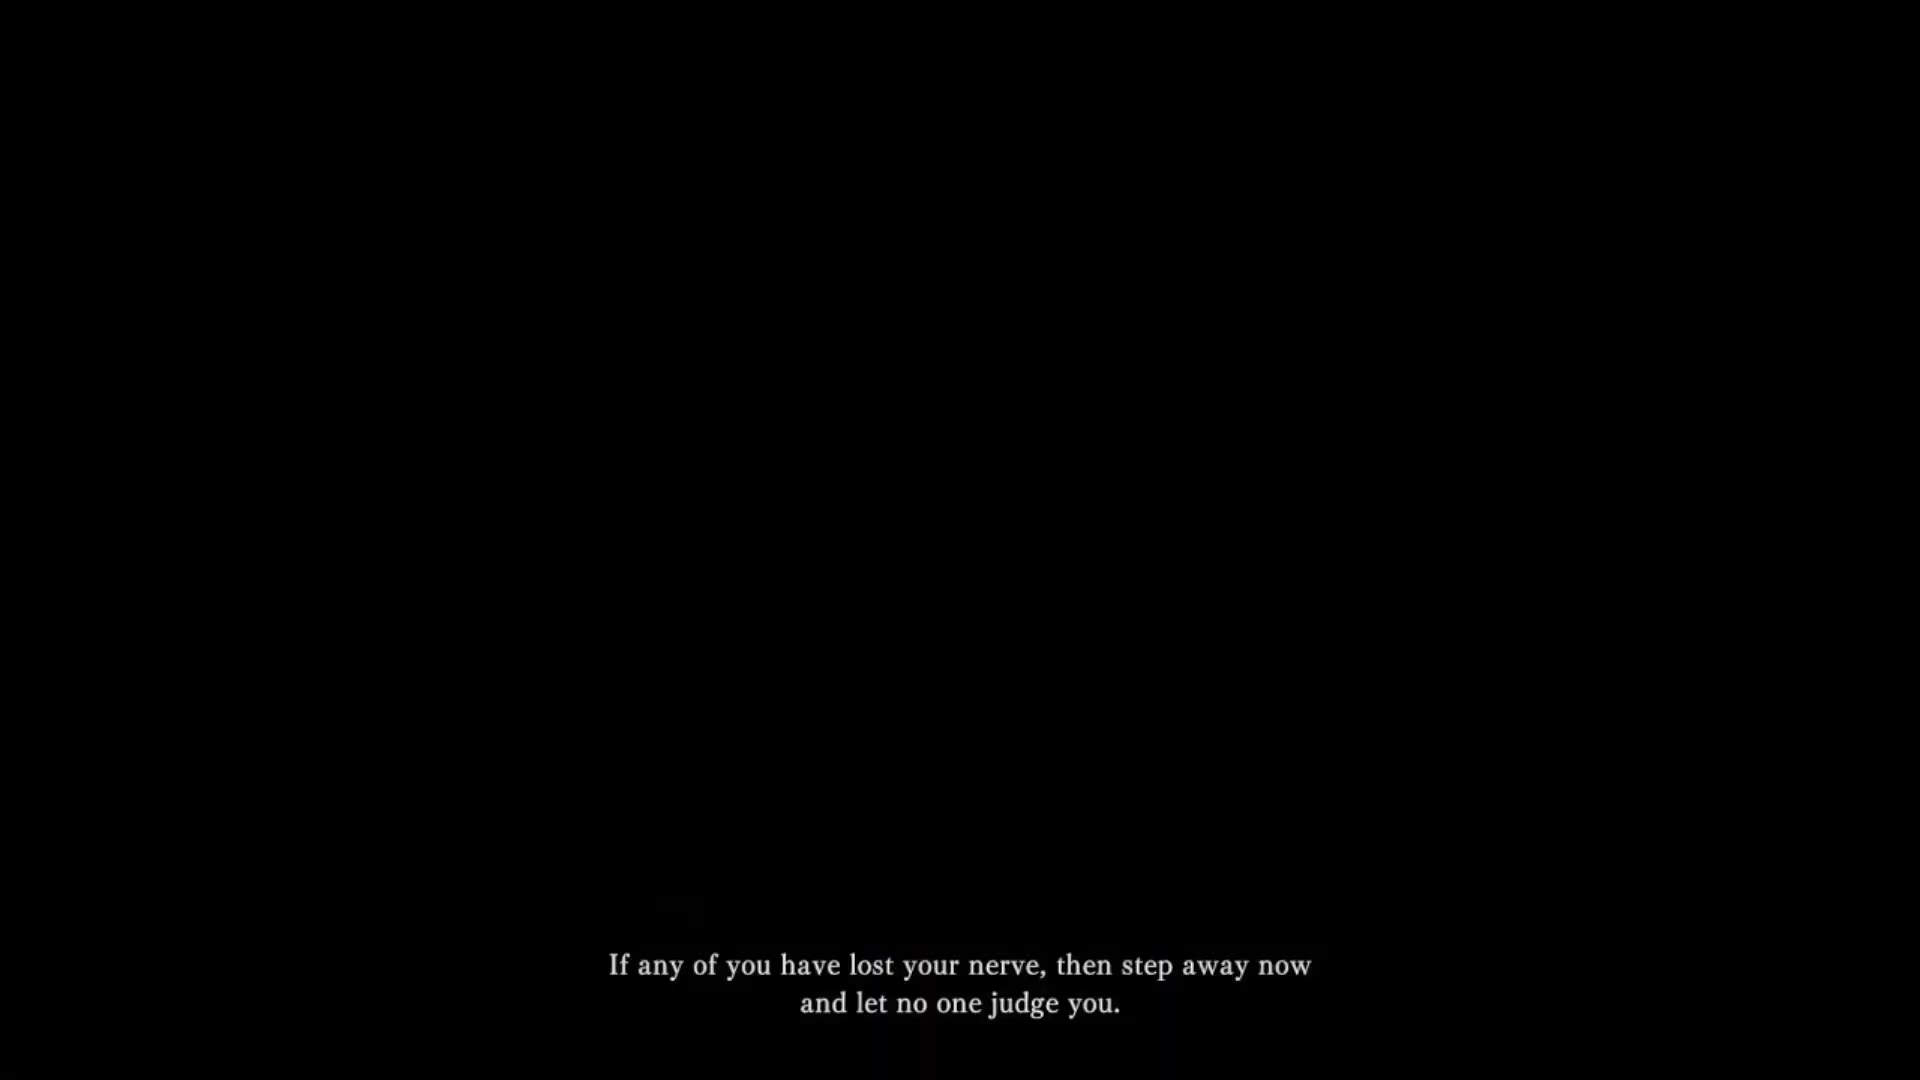 If any of you have lost your nerve, then step away now
and let no one judge you.